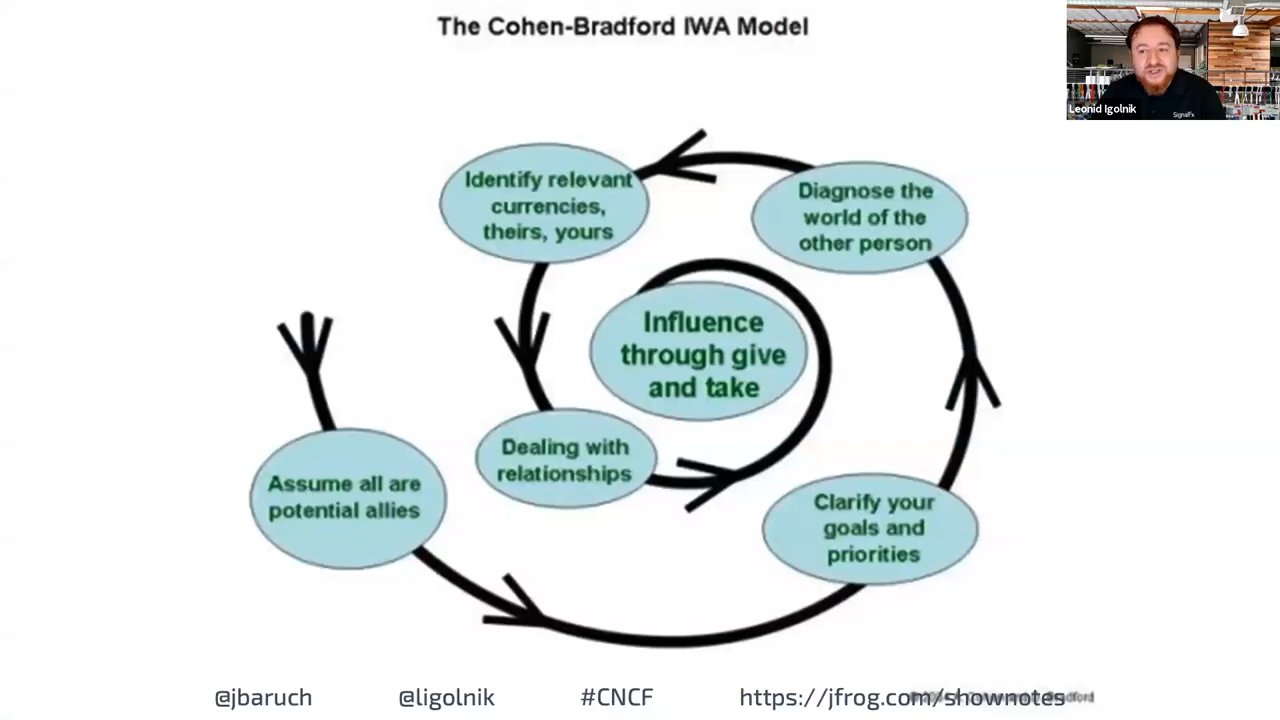 The Cohen-Bradford IWA Model
Leonid Igolnik
SignalFx
Identify relevant
currencies,
theirs, yours
Diagnose the
world of the
other person
Influence
through give
and take
Dealing with
relationships
Assume all are
potential allies
Clarify your
goals and
priorities
@jbaruch
@ligolnik
#CNCF
https://jfrog.com/shownotes
Bradford